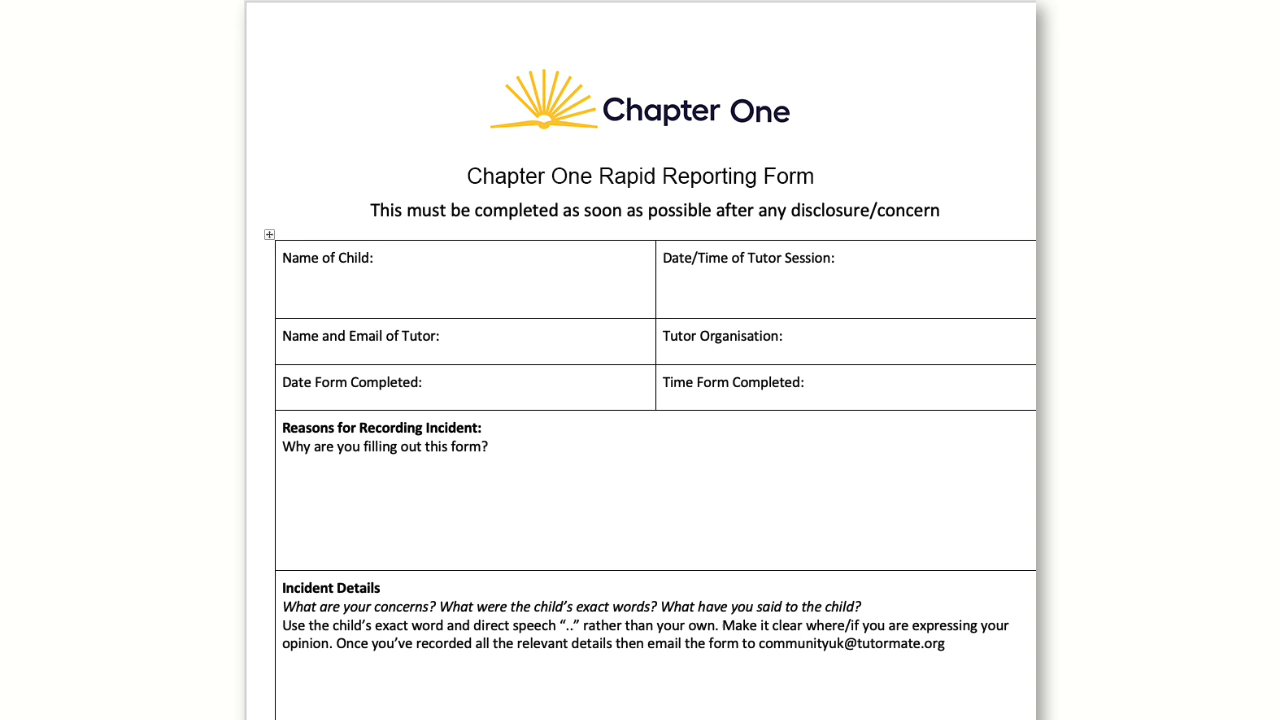 Chapter One
Chapter One Rapid Reporting Form
This must be completed as soon as possible after any disclosure/concern
Name of Child:
Date/Time of Tutor Session:
Name and Email of Tutor:
Tutor Organisation:
Date Form Completed:
Time Form Completed:
Reasons for Recording Incident:
Why are you filling out this form?
Incident Details
What are your concerns? What were the child’s exact words? What have you said to the child?
Use the child’s exact word and direct speech “..” rather than your own. Make it clear where/if you are expressing your
opinion. Once you’ve recorded all the relevant details then email the form to communityuk@tutormate.org